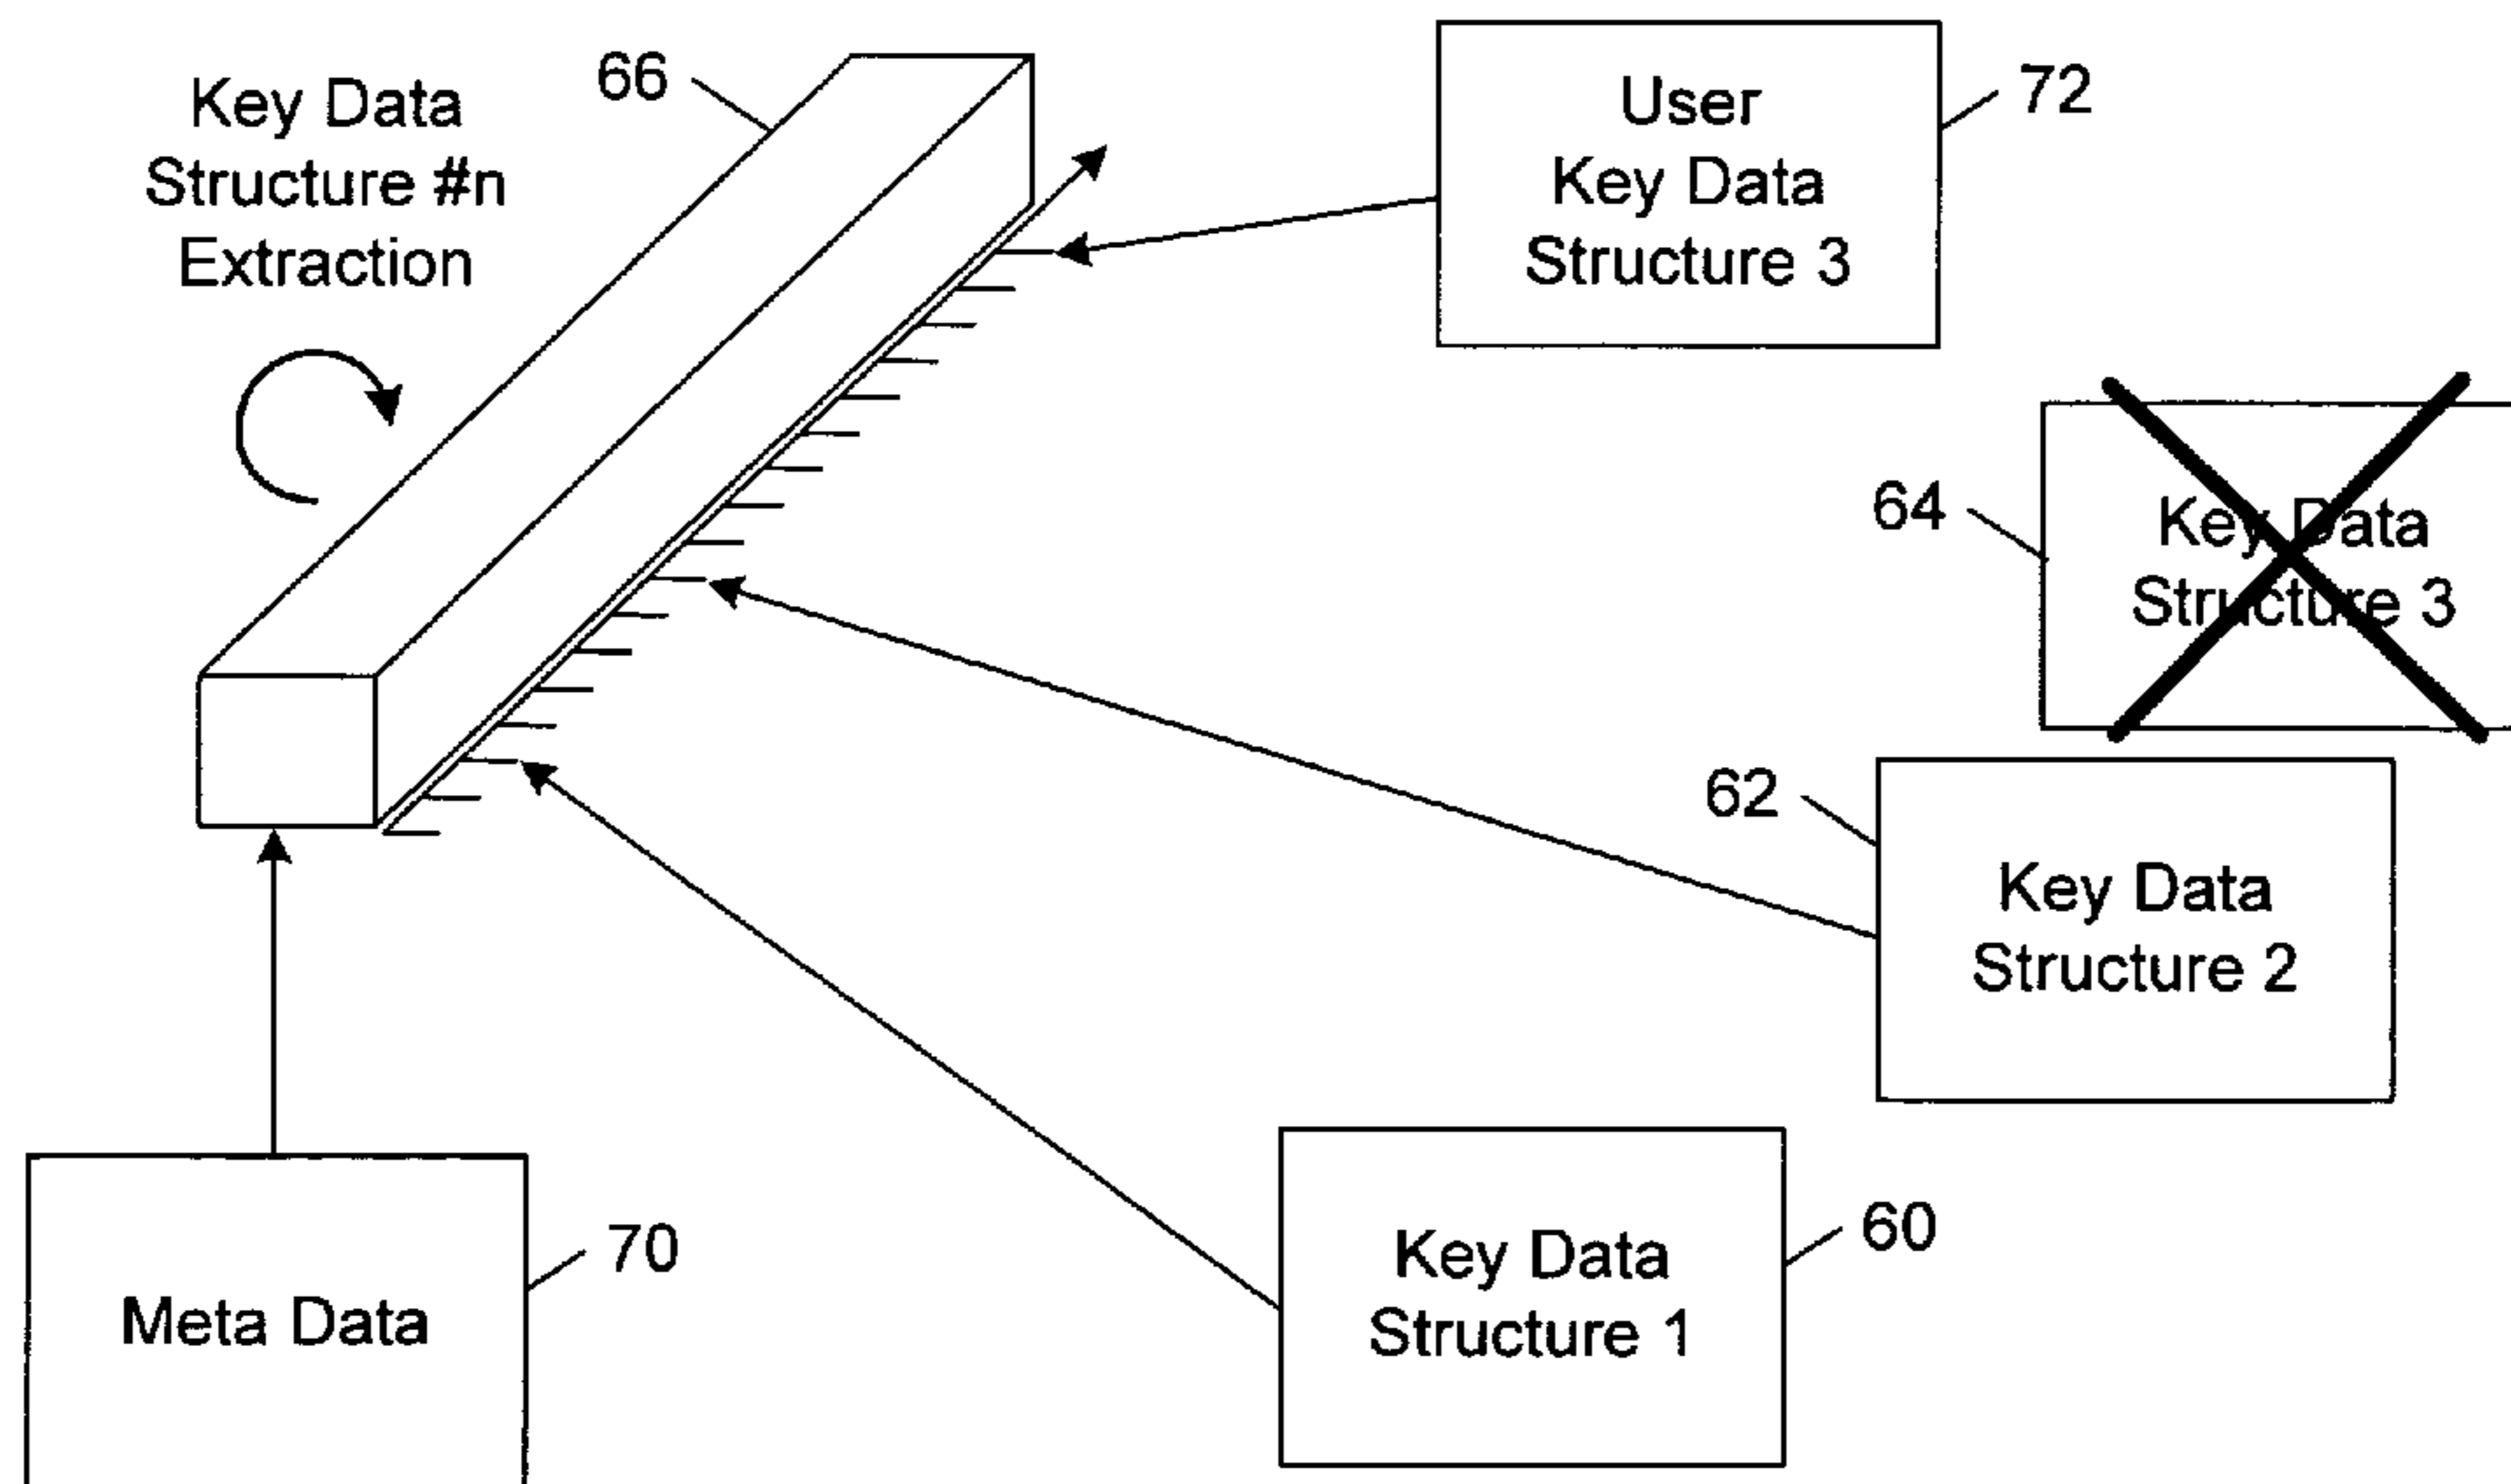 Key Data
Structure #n
Extraction
66
User
Key Data
Structure 3
72
64
Key Data
Structure 3
62
Key Data
Structure 2
Key Data
Structure 1
60
Meta Data
70